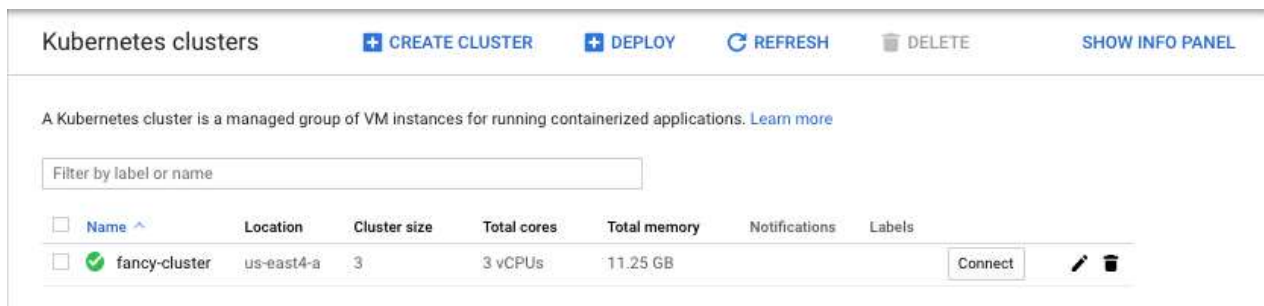 Kubernetes clusters CREATE CLUSTER DEPLOY REFRESH DELETE SHOW INFO PANEL
A Kubernetes cluster is a managed group of VM instances for running containerized applications. Learn more
Filter by label or name
Name Location Cluster size Total cores Total memory Notifications Labels
fancy-cluster us-east4-a 3 3 vCPUs 11.25 GB Connect